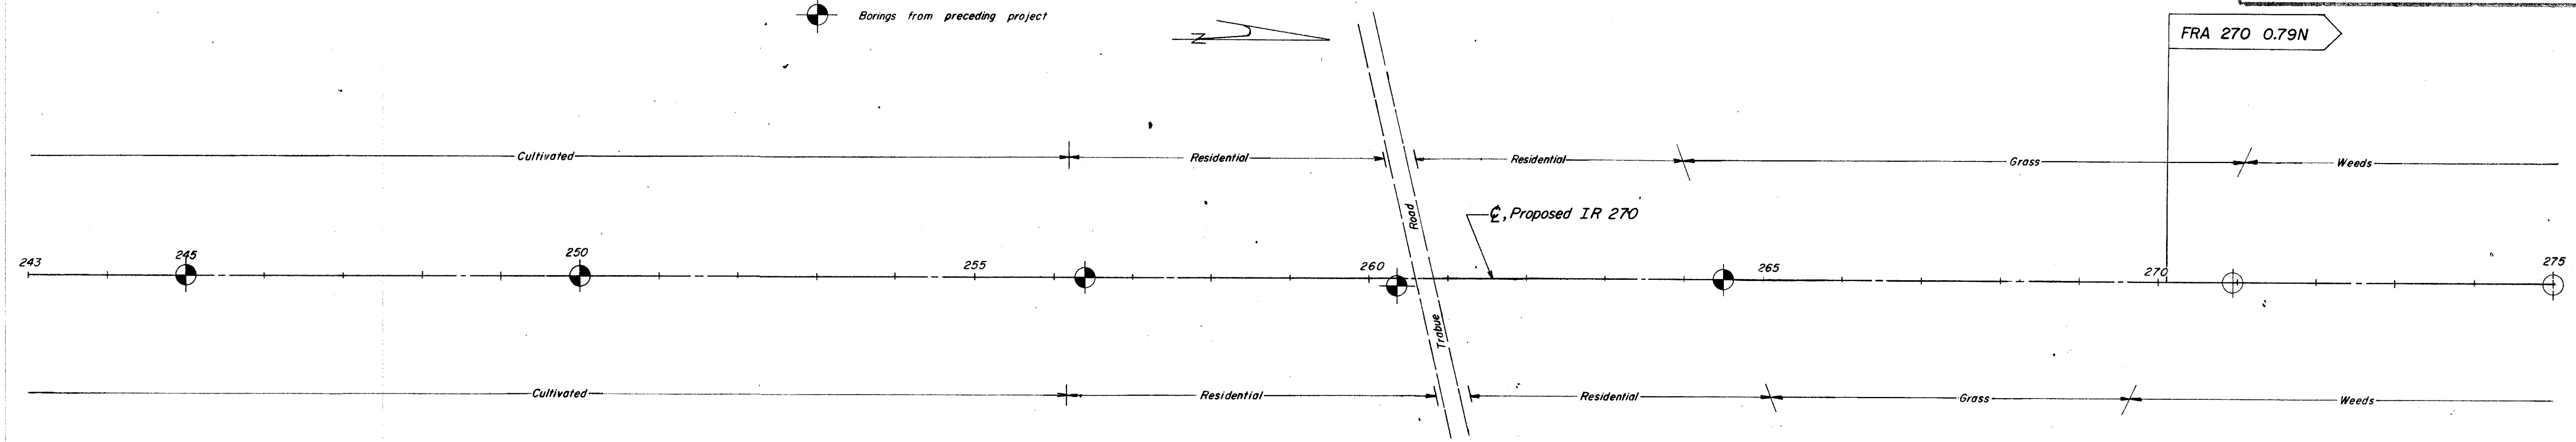 Borings from preceding project
N
FRA 270 0.79N
Cultivated Residential Residential Grass Weeds
Road
℄, Proposed IR 270
243 245 250 255 260 265 270 275
Trabue
Cultivated Residential Residential Grass Weeds